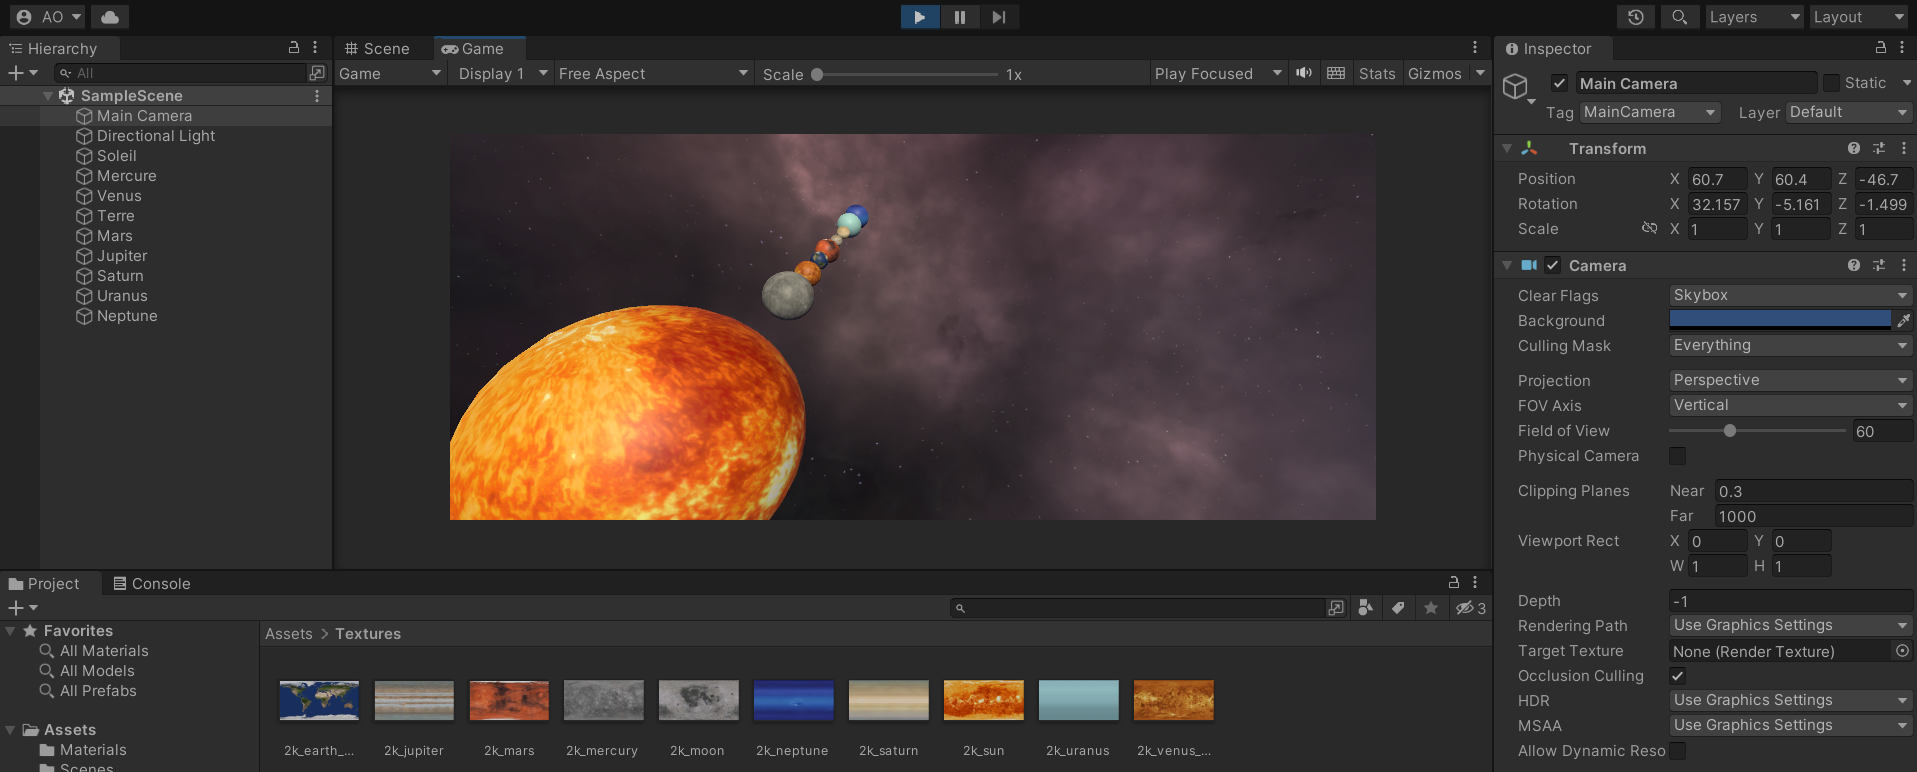 AO
Layers
Layout
Hierarchy
All
SampleScene
Main Camera
Directional Light
Soleil
Mercure
Venus
Terre
Mars
Jupiter
Saturn
Uranus
Neptune
Scene
Game
Game
Display 1
Free Aspect
Scale
1x
Play Focused
Stats
Gizmos
Project
Console
3
Favorites
All Materials
All Models
All Prefabs
Assets
Materials
Scenes
Assets > Textures
2k_earth_...
2k_jupiter
2k_mars
2k_mercury
2k_moon
2k_neptune
2k_saturn
2k_sun
2k_uranus
2k_venus_...
Inspector
Main Camera
Static
Tag MainCamera
Layer Default
Transform
Position X 60.7 Y 60.4 Z -46.7
Rotation X 32.157 Y -5.161 Z -1.499
Scale X 1 Y 1 Z 1
Camera
Clear Flags Skybox
Background
Culling Mask Everything
Projection Perspective
FOV Axis Vertical
Field of View 60
Physical Camera
Clipping Planes Near 0.3
Far 1000
Viewport Rect X 0 Y 0
W 1 H 1
Depth -1
Rendering Path Use Graphics Settings
Target Texture None (Render Texture)
Occlusion Culling
HDR Use Graphics Settings
MSAA Use Graphics Settings
Allow Dynamic Reso